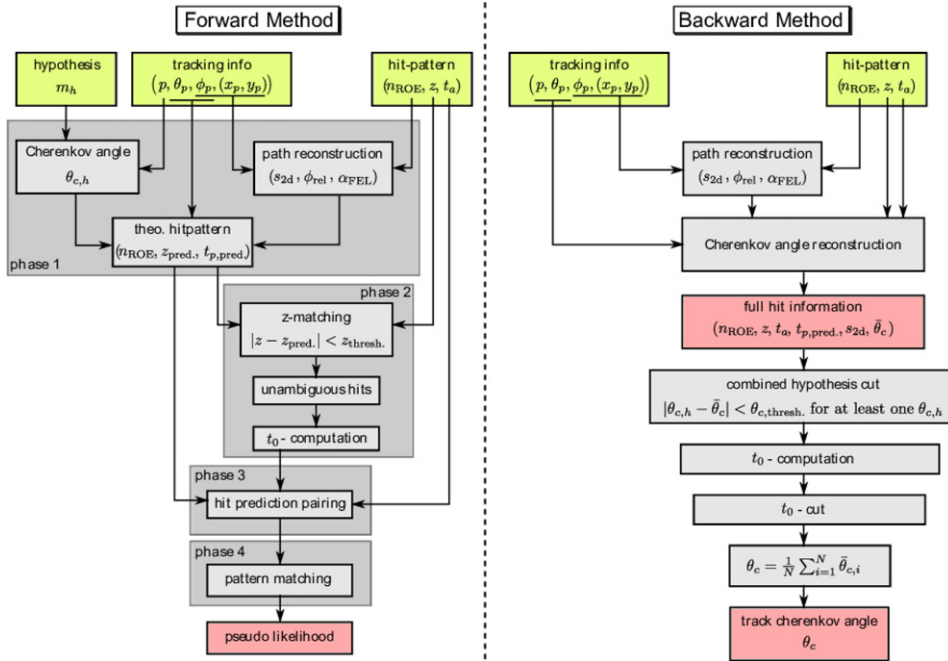 Forward Method
hypothesis
m_h
tracking info
(p, θ_p, ϕ_p, (x_p, y_p))
hit-pattern
(n_ROE, z, t_a)
Cherenkov angle
θ_c,h
path reconstruction
(s_2d, ϕ_rel, α_FEL)
theo. hitpattern
(n_ROE, z_pred., t_p,pred.)
phase 1
phase 2
z-matching
|z − z_pred.| < z_thresh.
unambiguous hits
t_0 - computation
phase 3
hit prediction pairing
phase 4
pattern matching
pseudo likelihood
Backward Method
tracking info
(p, θ_p, ϕ_p, (x_p, y_p))
hit-pattern
(n_ROE, z, t_a)
path reconstruction
(s_2d, ϕ_rel, α_FEL)
Cherenkov angle reconstruction
full hit information
(n_ROE, z, t_a, t_p,pred., s_2d, θ̄_c)
combined hypothesis cut
|θ_c,h − θ̄_c| < θ_c,thresh. for at least one θ_c,h
t_0 - computation
t_0 - cut
θ_c = 1/N ∑_{i=1}^{N} θ̄_c,i
track cherenkov angle
θ_c